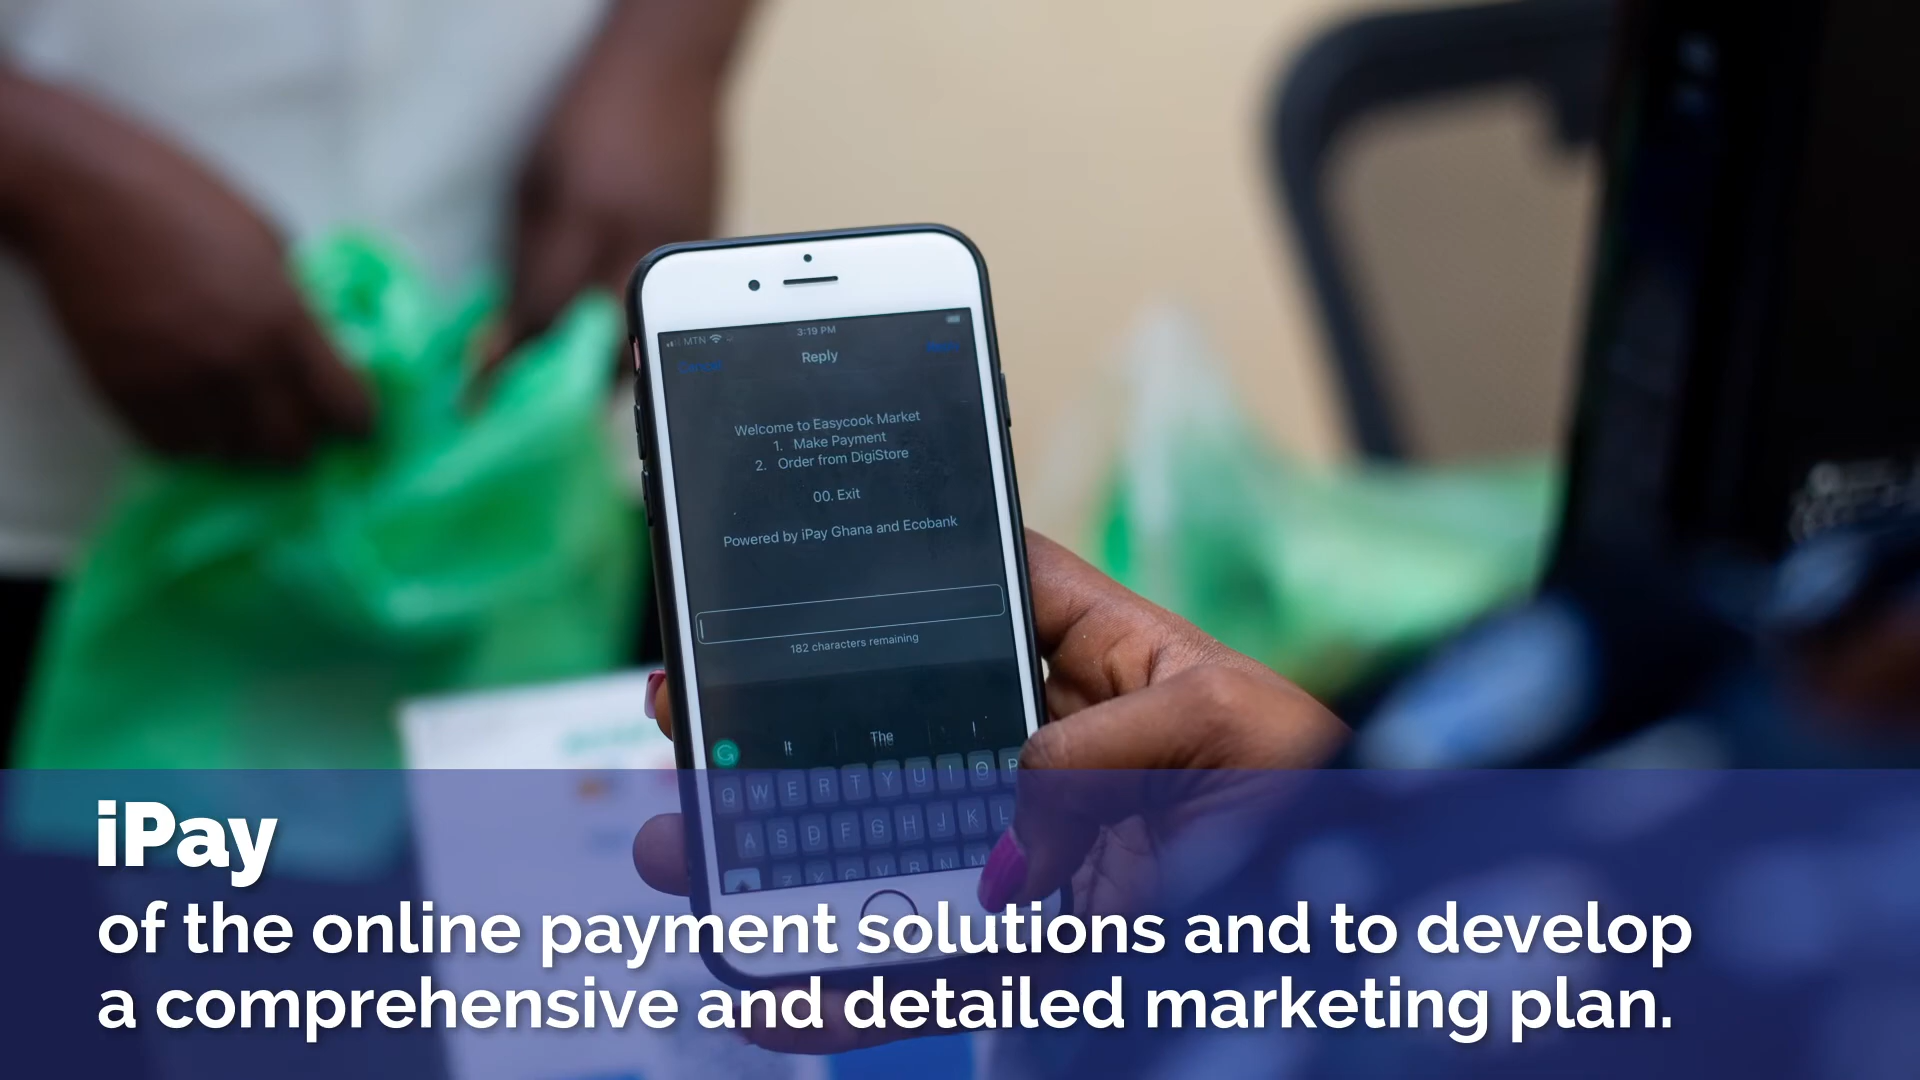 MTN
3:19 PM
Cancel
Reply
Welcome to Easycook Market
1. Make Payment
2. Order from DigiStore
00. Exit
Powered by iPay Ghana and Ecobank
182 characters remaining
It The I
Q W E R T Y U I O P
A S D F G H J K L
Z X C V B N M
iPay
of the online payment solutions and to develop
a comprehensive and detailed marketing plan.